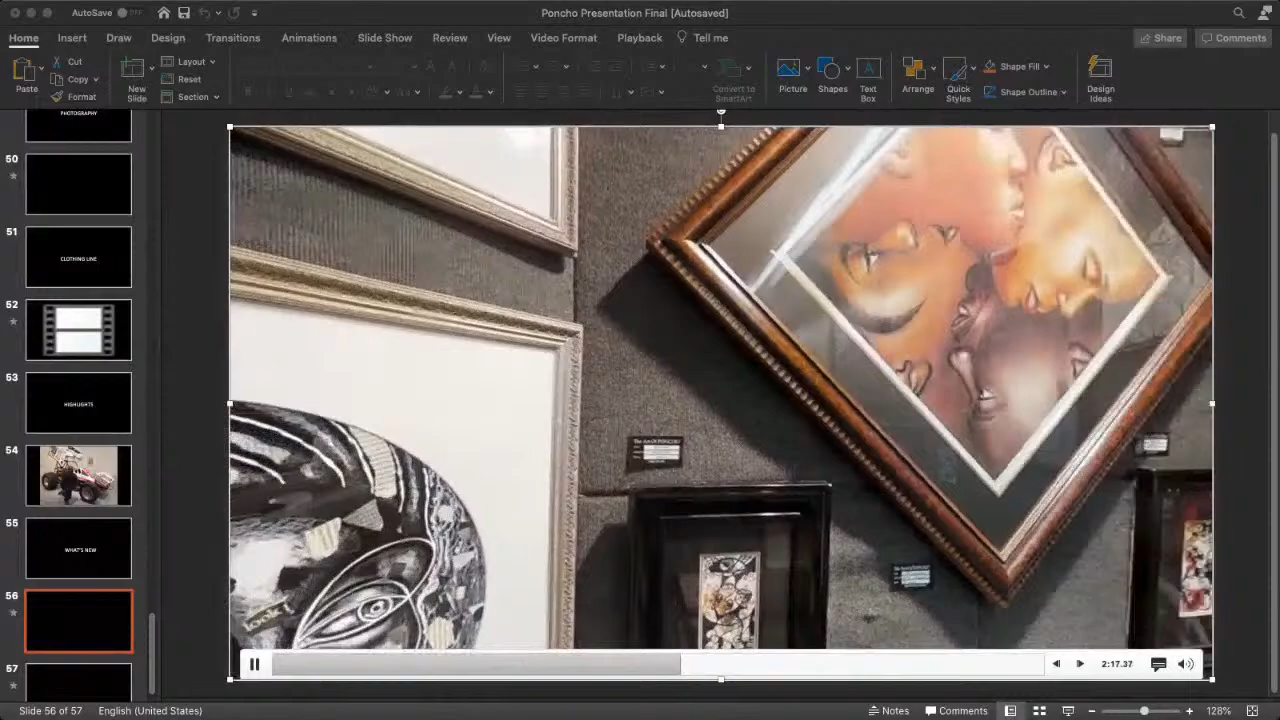 AutoSave OFF
Poncho Presentation Final [Autosaved]
Home Insert Draw Design Transitions Animations Slide Show Review View Video Format Playback Tell me Share Comments
Paste
Cut
Copy
Format
New
Slide
Layout
Reset
Section
Convert to
SmartArt
Picture
Shapes
Text
Box
Arrange
Quick
Styles
Shape Fill
Shape Outline
Design
Ideas
PHOTOGRAPHY
50
51
CLOTHING LINE
52
53
HIGHLIGHTS
54
55
WHAT'S NEW
56
57
look!
2:17.37
Slide 56 of 57 English (United States) Notes Comments 128%